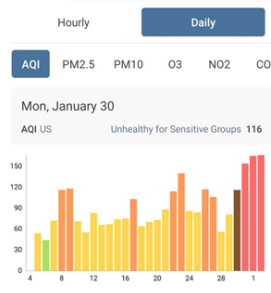 Hourly Daily
AQI PM2.5 PM10 O3 NO2 CO
Mon, January 30
AQI US Unhealthy for Sensitive Groups 116
150
120
90
60
30
0
4 8 12 16 20 24 28 1